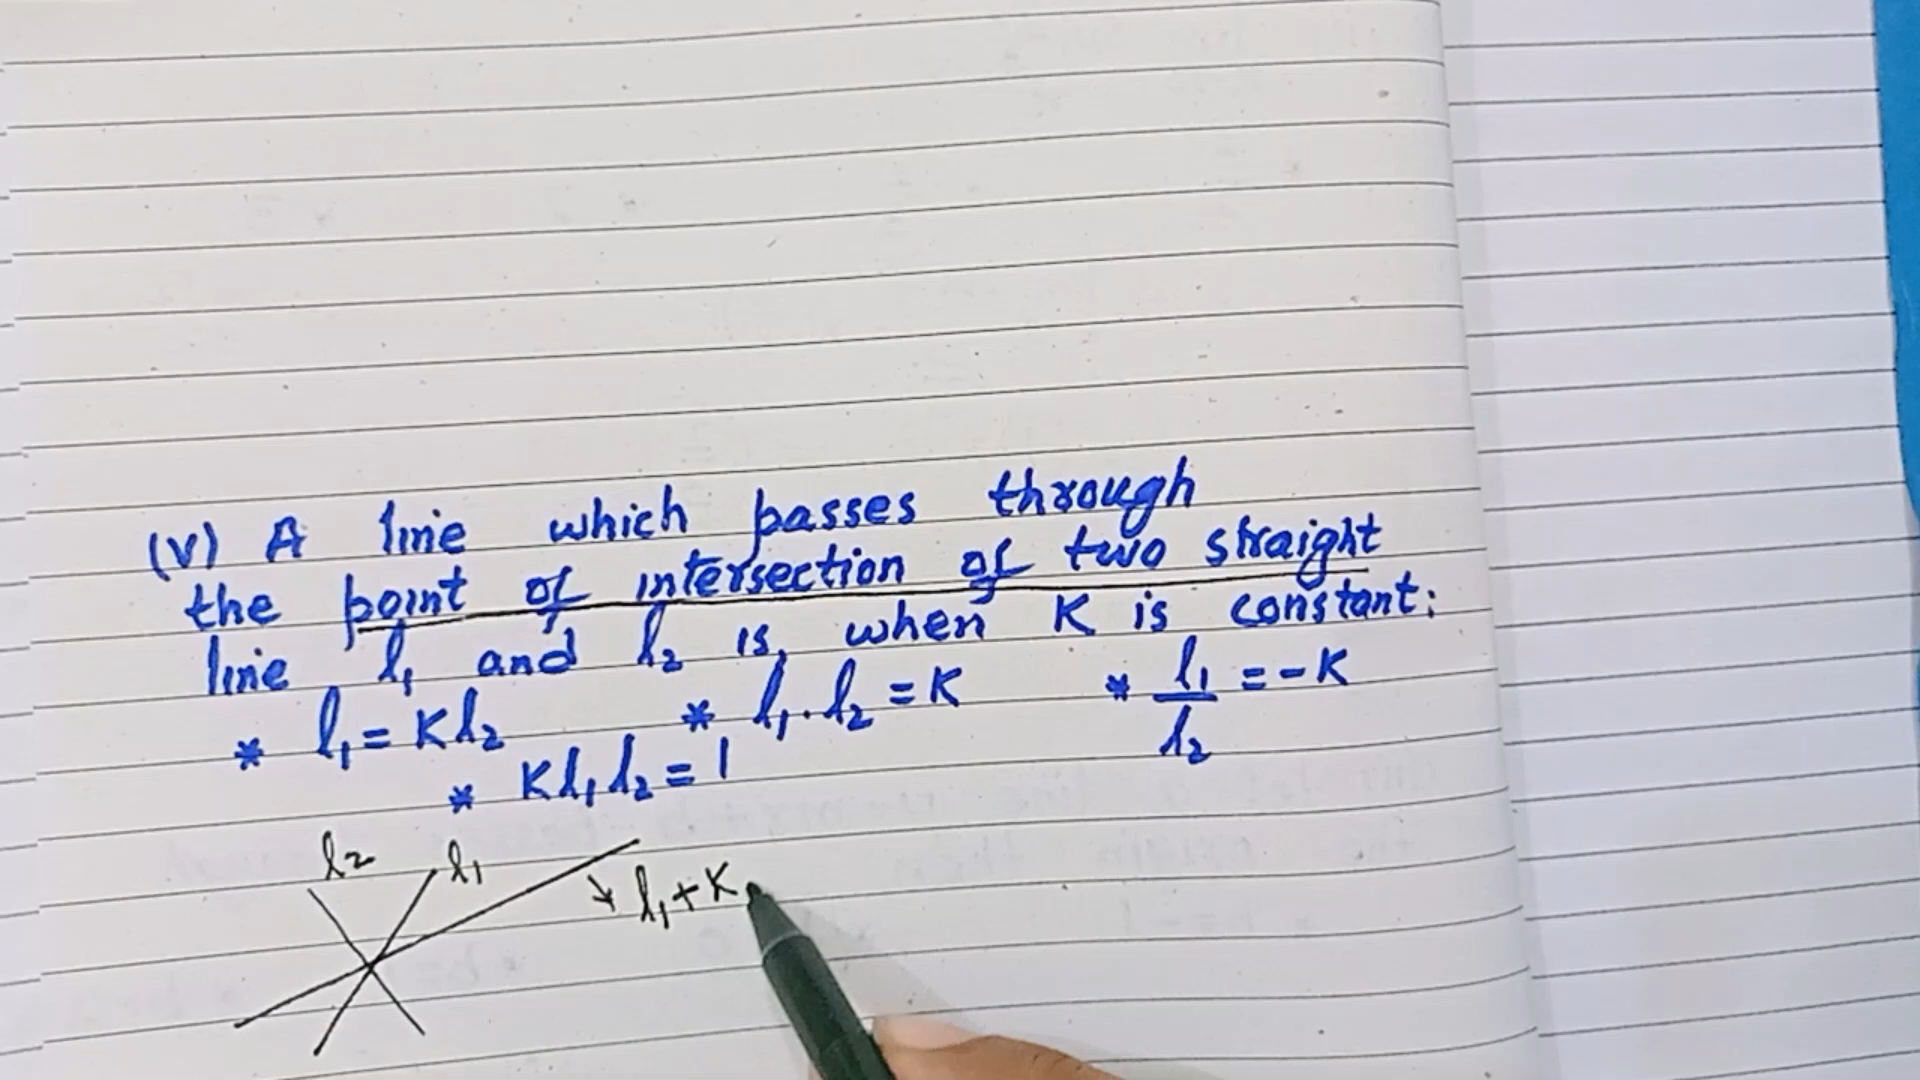 (V) A line which passes through
the point of intersection of two straight
line l₁ and l₂ is, when K is constant:
* l₁ = Kl₂ * l₁.l₂ = K * l₁/l₂ = -K
* Kl₁l₂ = 1
l₂ l₁
l₁+K